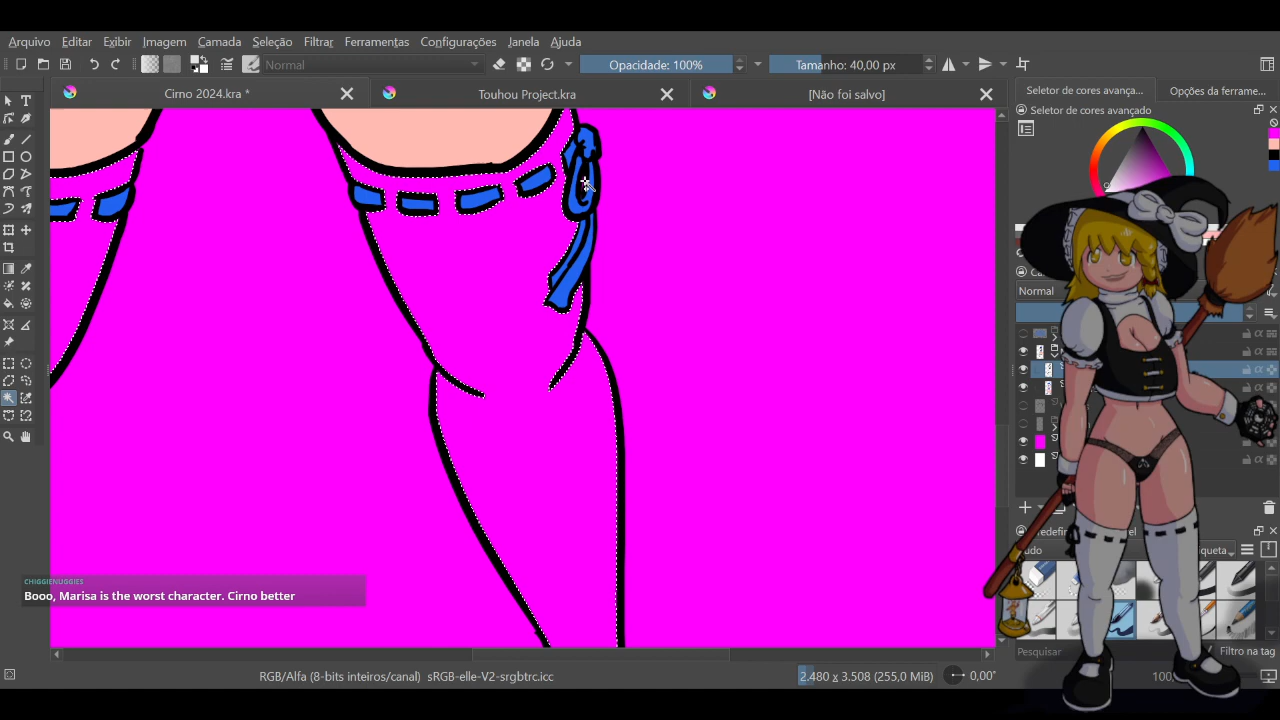 Arquivo Editar Exibir Imagem Camada Seleção Filtrar Ferramentas Configurações Janela Ajuda
Normal Opacidade: 100% Tamanho: 40,00 px
Cirno 2024.kra * Touhou Project.kra [Não foi salvo]
Seletor de cores avança... Opções da ferrame...
Seletor de cores avançado
Normal
CHIGGIENUGGIES
Booo, Marisa is the worst character. Cirno better
Pesquisar Filtro na tag
RGB/Alfa (8-bits inteiros/canal) sRGB-elle-V2-srgbtrc.icc 2.480 x 3.508 (255,0 MiB) 0,00°